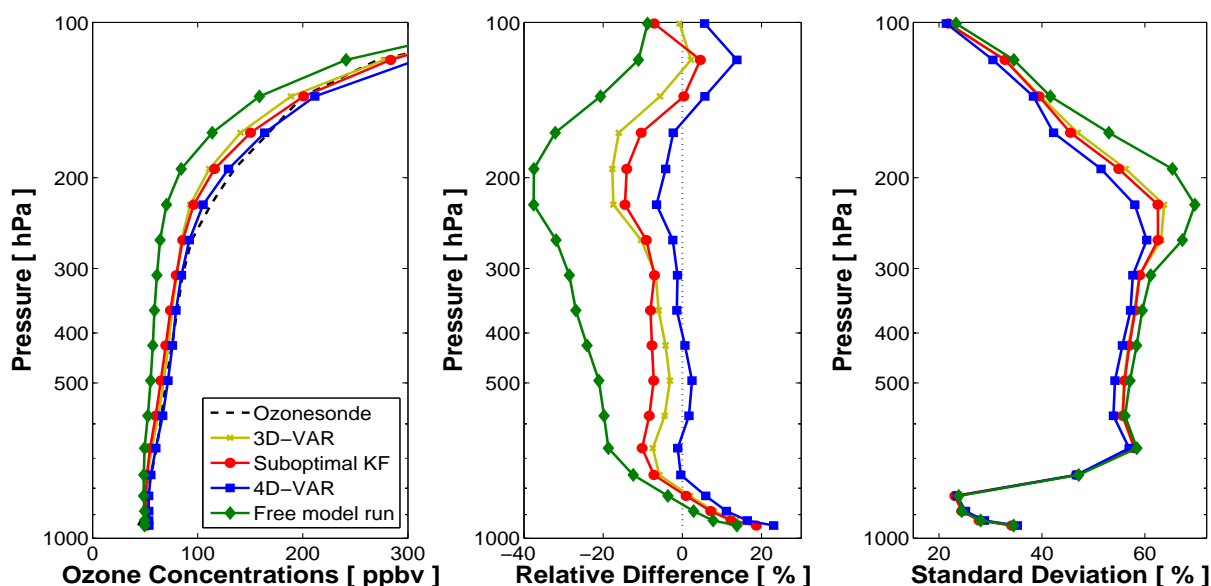 100
200
300
400
500
1000
Pressure [ hPa]
0
100
200
300
Ozone Concentrations [ ppbv]
Ozonesonde
3D−VAR
Suboptimal KF
4D−VAR
Free model run
100
200
300
400
500
1000
Pressure [ hPa]
−40
−20
0
20
Relative Difference [ %]
100
200
300
400
500
1000
Pressure [ hPa]
20
40
60
Standard Deviation [ %]